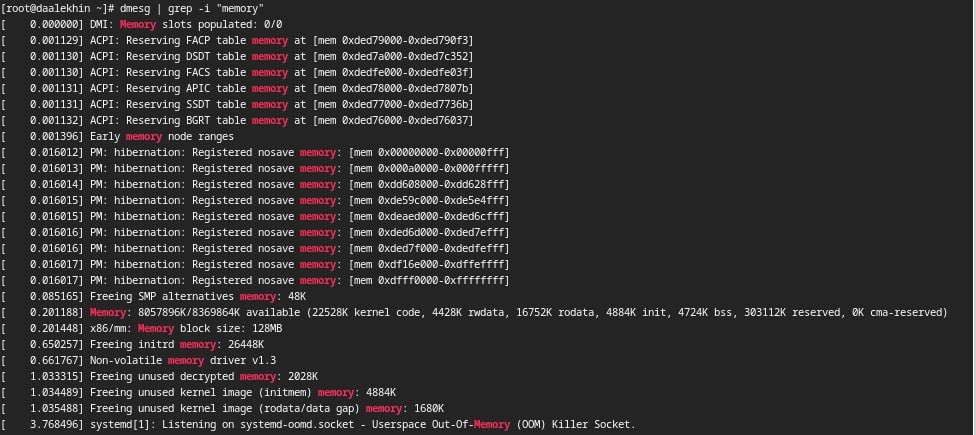 [root@daalekhin ~]# dmesg | grep -i "memory"
[    0.000000] DMI: Memory slots populated: 0/0
[    0.001129] ACPI: Reserving FACP table memory at [mem 0xded79000-0xded790f3]
[    0.001130] ACPI: Reserving DSDT table memory at [mem 0xded7a000-0xded7c352]
[    0.001130] ACPI: Reserving FACS table memory at [mem 0xdedfe000-0xdedfe03f]
[    0.001131] ACPI: Reserving APIC table memory at [mem 0xded78000-0xded7807b]
[    0.001131] ACPI: Reserving SSDT table memory at [mem 0xded77000-0xded7736b]
[    0.001132] ACPI: Reserving BGRT table memory at [mem 0xded76000-0xded76037]
[    0.001396] Early memory node ranges
[    0.016012] PM: hibernation: Registered nosave memory: [mem 0x00000000-0x00000fff]
[    0.016013] PM: hibernation: Registered nosave memory: [mem 0x000a0000-0x000fffff]
[    0.016014] PM: hibernation: Registered nosave memory: [mem 0xdd608000-0xdd628fff]
[    0.016015] PM: hibernation: Registered nosave memory: [mem 0xde59c000-0xde5e4fff]
[    0.016015] PM: hibernation: Registered nosave memory: [mem 0xdeaed000-0xded6cfff]
[    0.016016] PM: hibernation: Registered nosave memory: [mem 0xded6d000-0xded7efff]
[    0.016016] PM: hibernation: Registered nosave memory: [mem 0xded7f000-0xdedfefff]
[    0.016017] PM: hibernation: Registered nosave memory: [mem 0xdf16e000-0xdffeffff]
[    0.016017] PM: hibernation: Registered nosave memory: [mem 0xdfff0000-0xffffffff]
[    0.085165] Freeing SMP alternatives memory: 48K
[    0.201188] Memory: 8057896K/8369864K available (22528K kernel code, 4428K rwdata, 16752K rodata, 4884K init, 4724K bss, 303112K reserved, 0K cma-reserved)
[    0.201448] x86/mm: Memory block size: 128MB
[    0.650257] Freeing initrd memory: 26448K
[    0.661767] Non-volatile memory driver v1.3
[    1.033315] Freeing unused decrypted memory: 2028K
[    1.034489] Freeing unused kernel image (initmem) memory: 4884K
[    1.035488] Freeing unused kernel image (rodata/data gap) memory: 1680K
[    3.768496] systemd[1]: Listening on systemd-oomd.socket - Userspace Out-Of-Memory (OOM) Killer Socket.